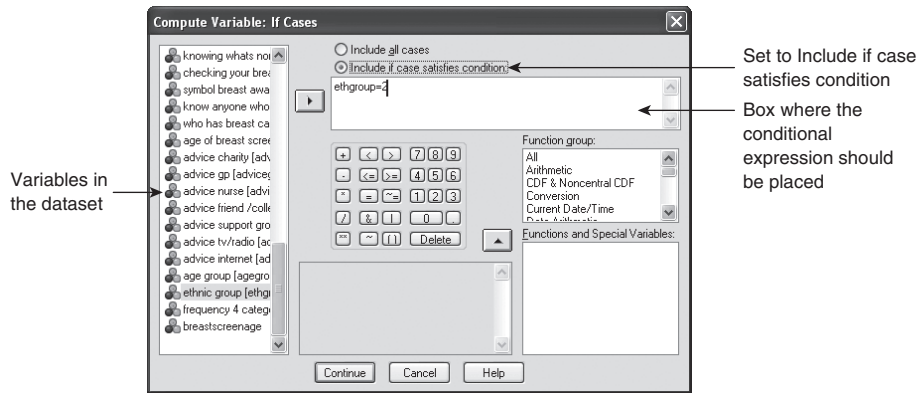 Compute Variable: If Cases
knowing whats nor
checking your brea
symbol breast awa
know anyone who
who has breast ca
age of breast scree
advice charity [adv
advice gp [adviceg
advice nurse [advi
advice friend /colle
advice support gro
advice tv/radio [ad
advice internet [ad
age group [agegro
ethnic group [ethg
frequency 4 catego
breastscreenage
Include all cases
Include if case satisfies condition:
ethgroup=2
+ < > 7 8 9
- <= >= 4 5 6
* = ~= 1 2 3
/ & | 0 .
** ~ ( ) Delete
Function group:
All
Arithmetic
CDF & Noncentral CDF
Conversion
Current Date/Time
Date Arithmetic
Functions and Special Variables:
Continue Cancel Help
Variables in
the dataset
Set to Include if case
satisfies condition
Box where the
conditional
expression should
be placed